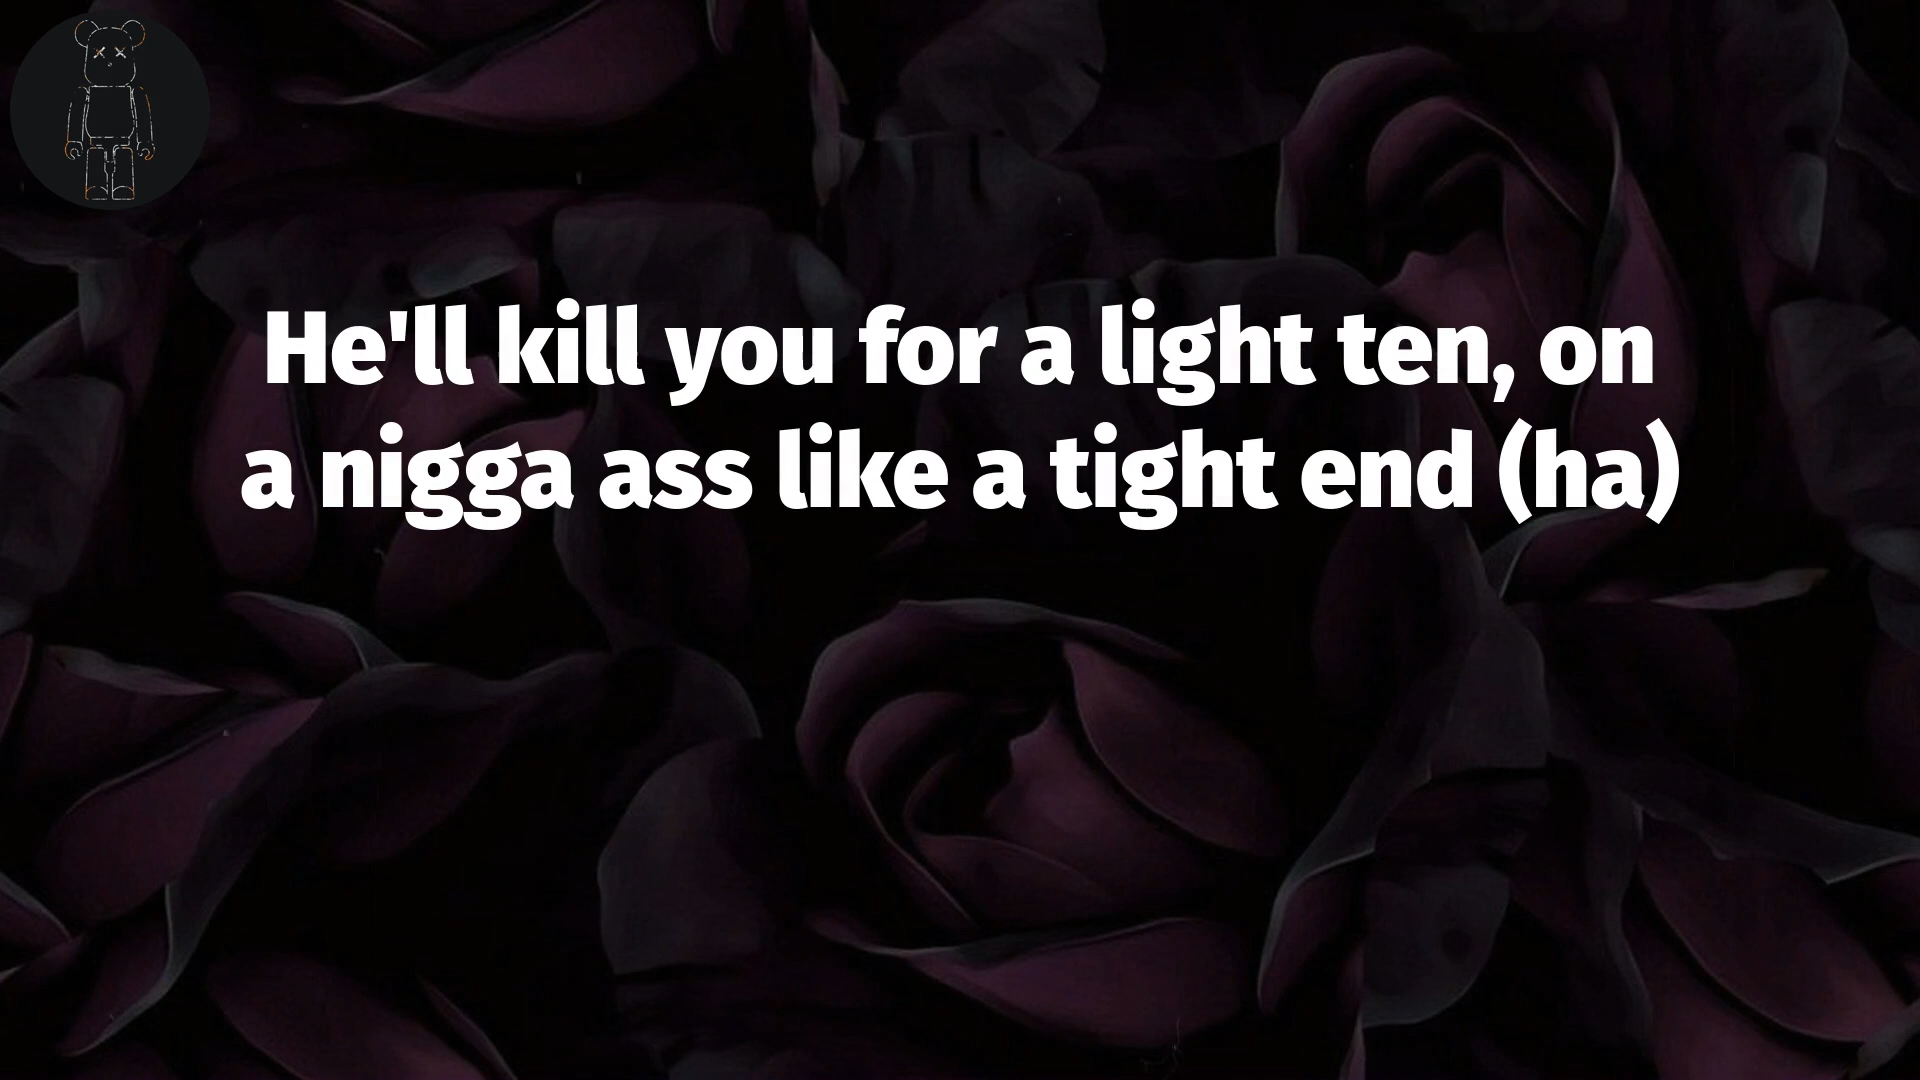 He'll kill you for a light ten, on
a nigga ass like a tight end (ha)